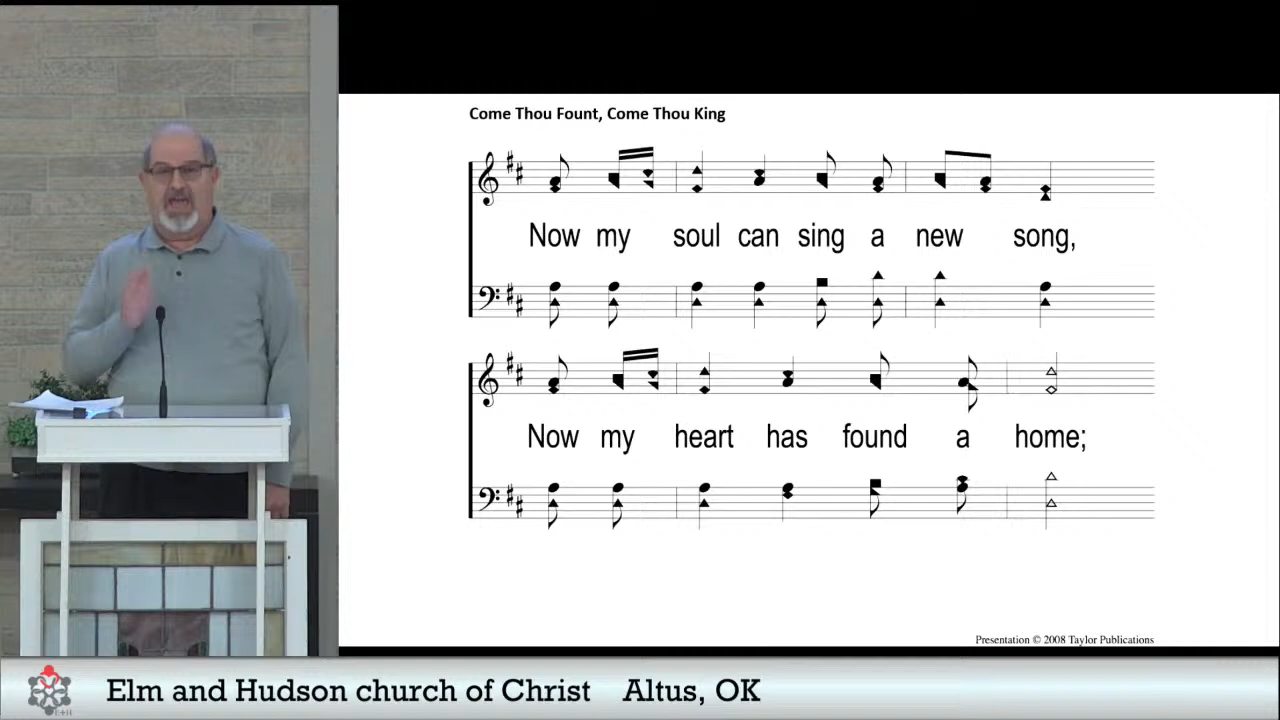 Come Thou Fount, Come Thou King
Now my soul can sing a new song,
Now my heart has found a home;
Presentation © 2008 Taylor Publications
Elm and Hudson church of Christ Altus, OK